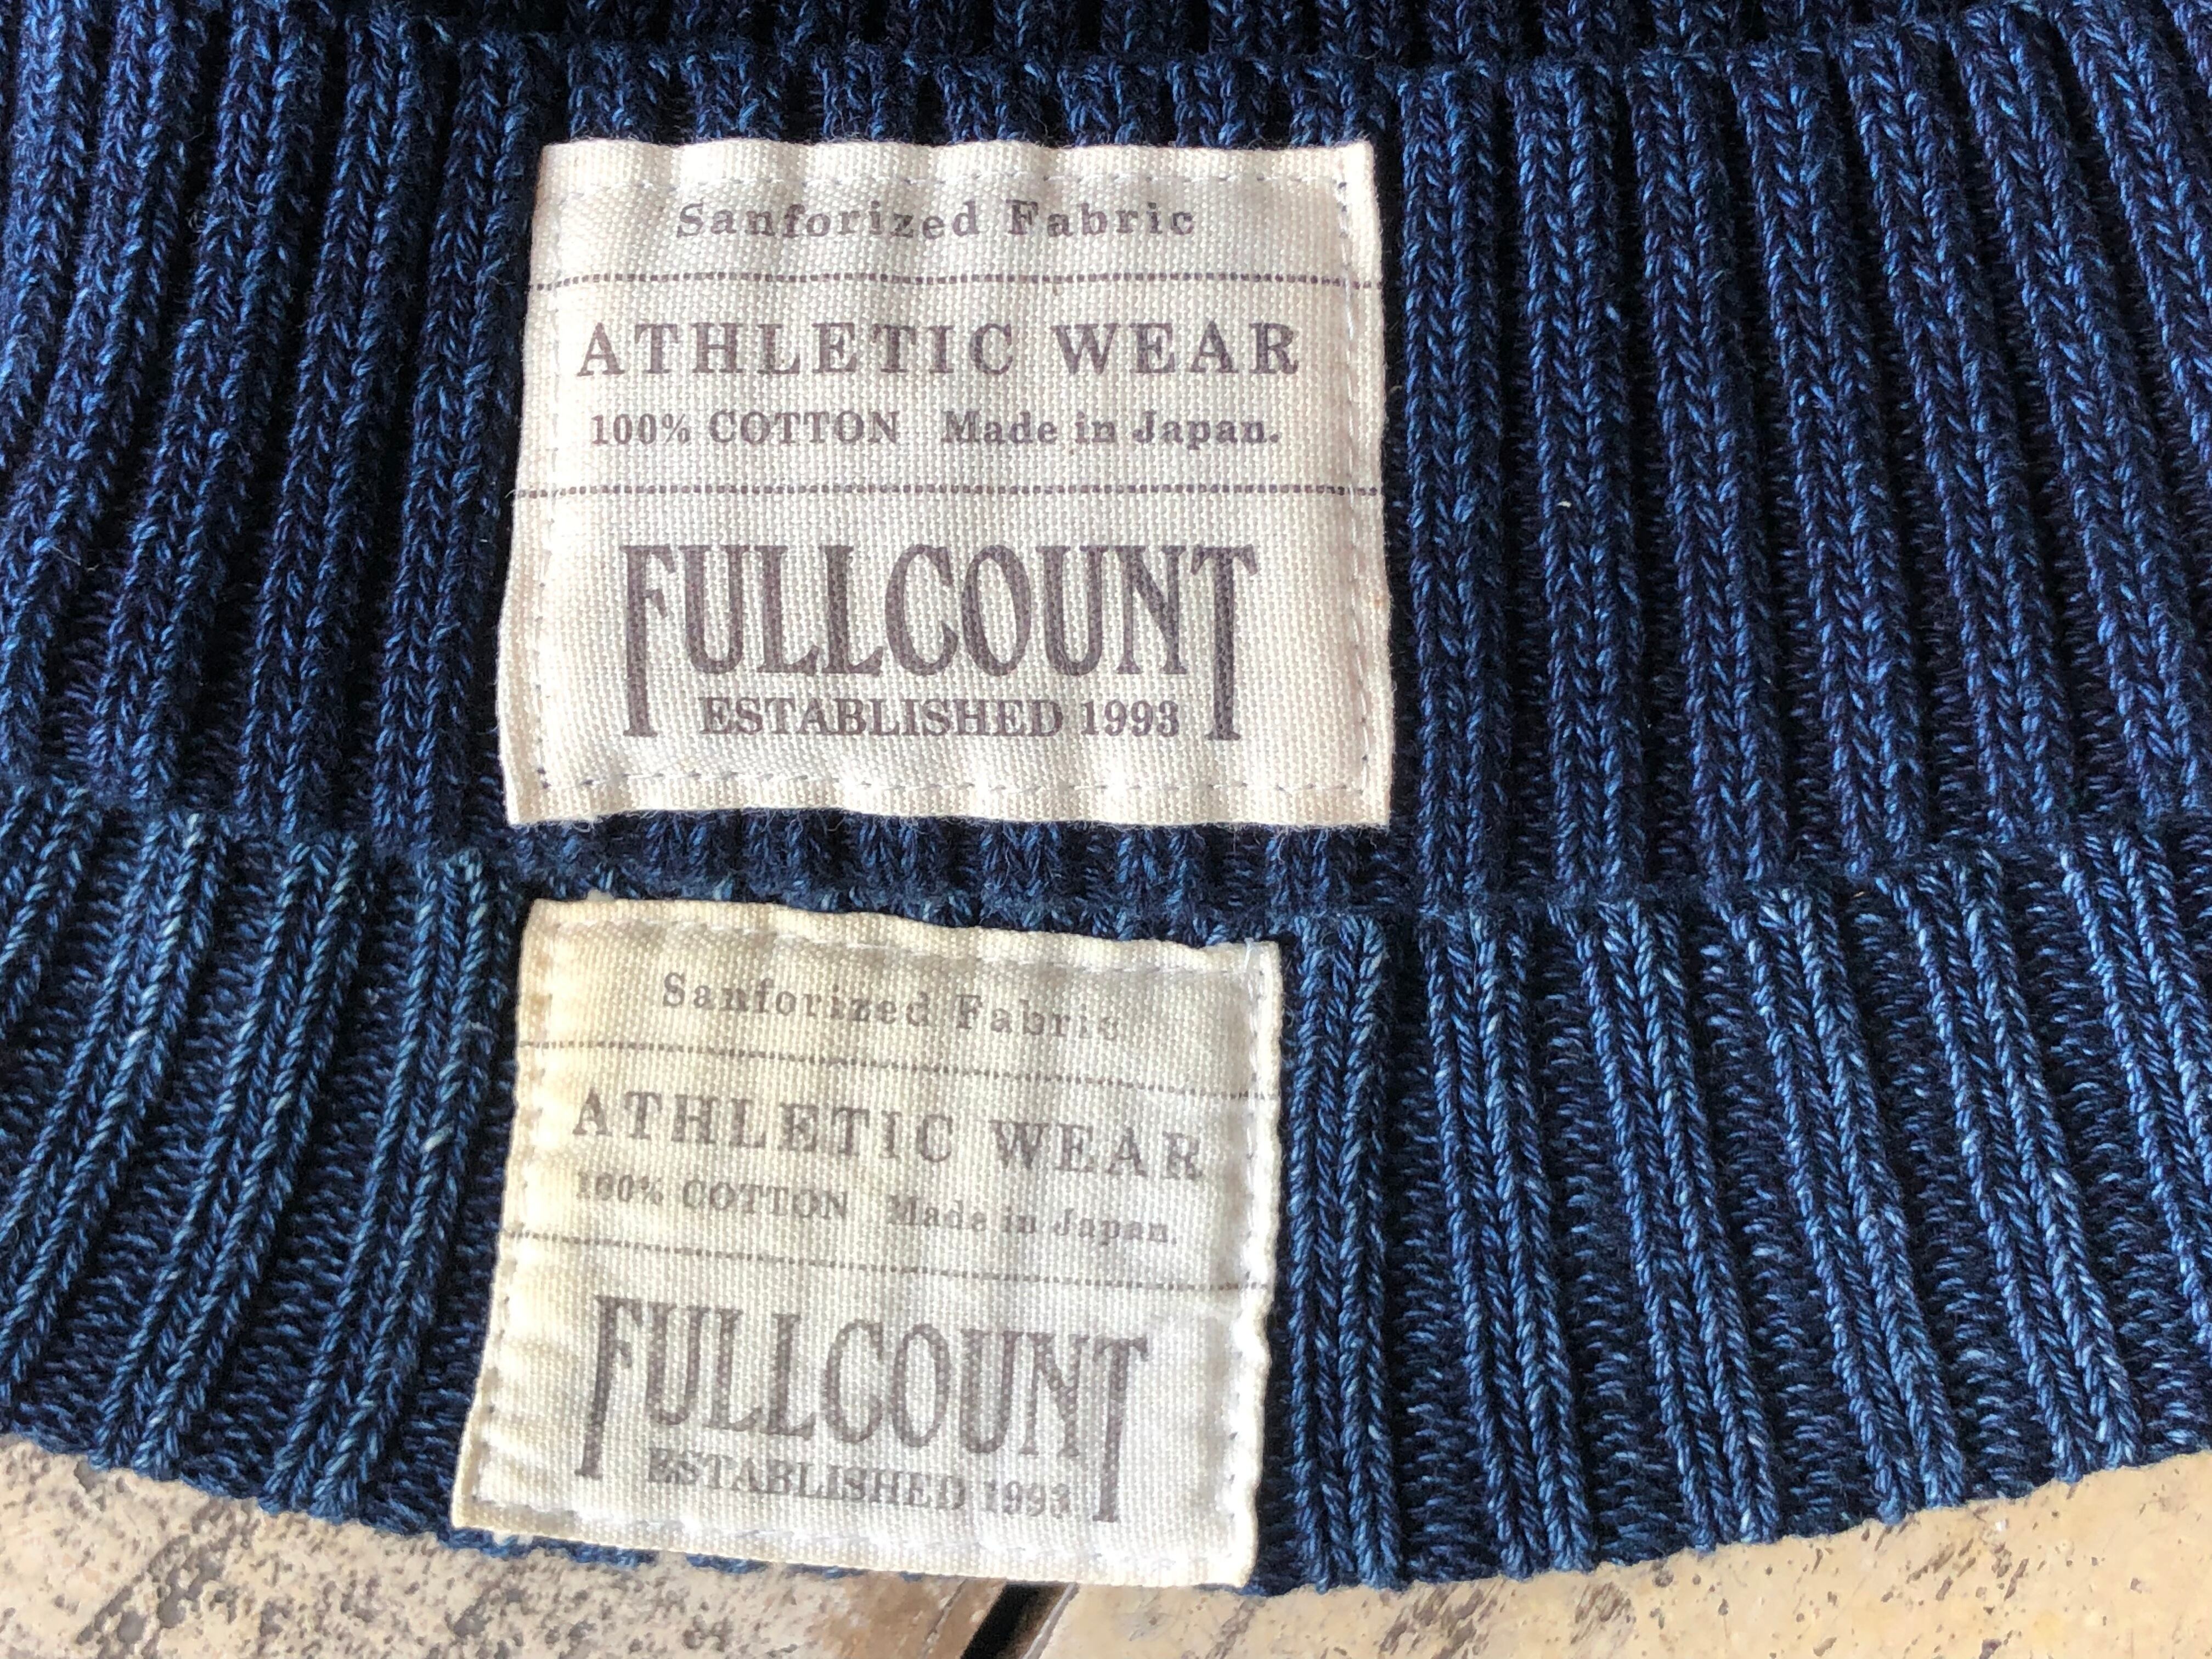 Sanforized Fabric
ATHLETIC WEAR
100% COTTON Made in Japan.
FULLCOUNT
ESTABLISHED 1993
Sanforized Fabric
ATHLETIC WEAR
100% COTTON Made in Japan.
FULLCOUNT
ESTABLISHED 1993